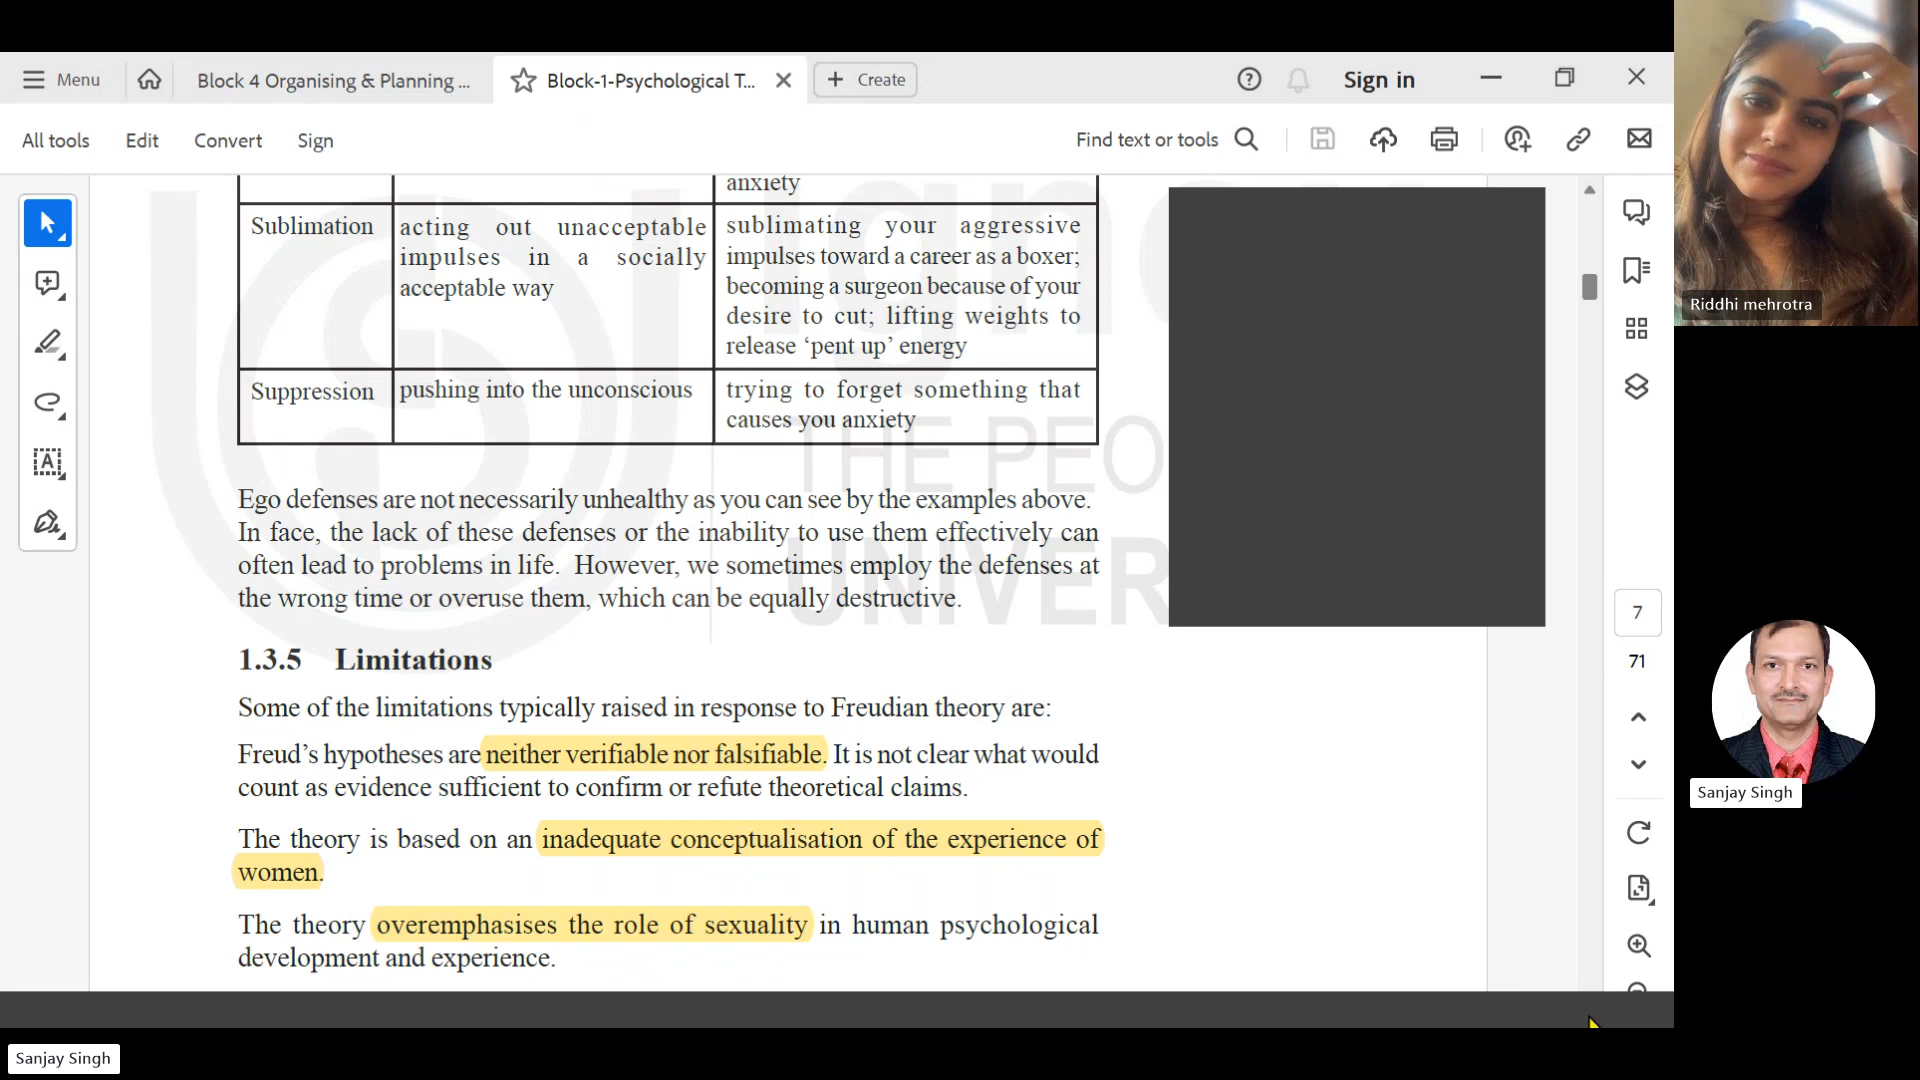 Menu
Block 4 Organising & Planning ...
Block-1-Psychological T...
Create
Sign in
All tools
Edit
Convert
Sign
Find text or tools
anxiety
Sublimation
acting out unacceptable
impulses in a socially
acceptable way
sublimating your aggressive
impulses toward a career as a boxer;
becoming a surgeon because of your
desire to cut; lifting weights to
release ‘pent up’ energy
Suppression
pushing into the unconscious
trying to forget something that
causes you anxiety
THE PEO
UNIVER
Ego defenses are not necessarily unhealthy as you can see by the examples above.
In face, the lack of these defenses or the inability to use them effectively can
often lead to problems in life. However, we sometimes employ the defenses at
the wrong time or overuse them, which can be equally destructive.
1.3.5 Limitations
Some of the limitations typically raised in response to Freudian theory are:
Freud’s hypotheses are neither verifiable nor falsifiable. It is not clear what would
count as evidence sufficient to confirm or refute theoretical claims.
The theory is based on an inadequate conceptualisation of the experience of
women.
The theory overemphasises the role of sexuality in human psychological
development and experience.
7
71
Riddhi mehrotra
Sanjay Singh
Sanjay Singh